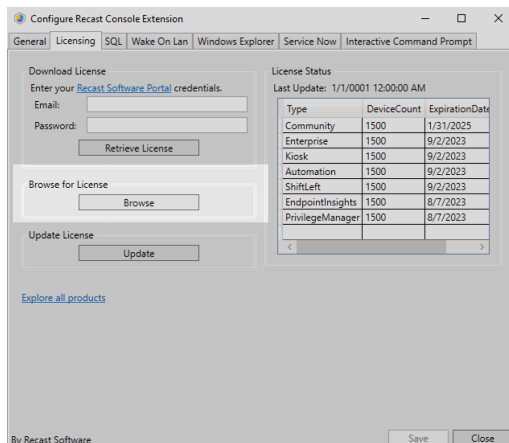 Configure Recast Console Extension
General Licensing SQL Wake On Lan Windows Explorer Service Now Interactive Command Prompt
Download License
Enter your Recast Software Portal credentials.
Email:
Password:
Retrieve License
Browse for License
Browse
Update License
Update
Explore all products
License Status
Last Update: 1/1/0001 12:00:00 AM
Type DeviceCount ExpirationDate
Community 1500 1/31/2025
Enterprise 1500 9/2/2023
Kiosk 1500 9/2/2023
Automation 1500 9/2/2023
ShiftLeft 1500 9/2/2023
EndpointInsights 1500 8/7/2023
PrivilegeManager 1500 8/7/2023
By Recast Software
Save Close